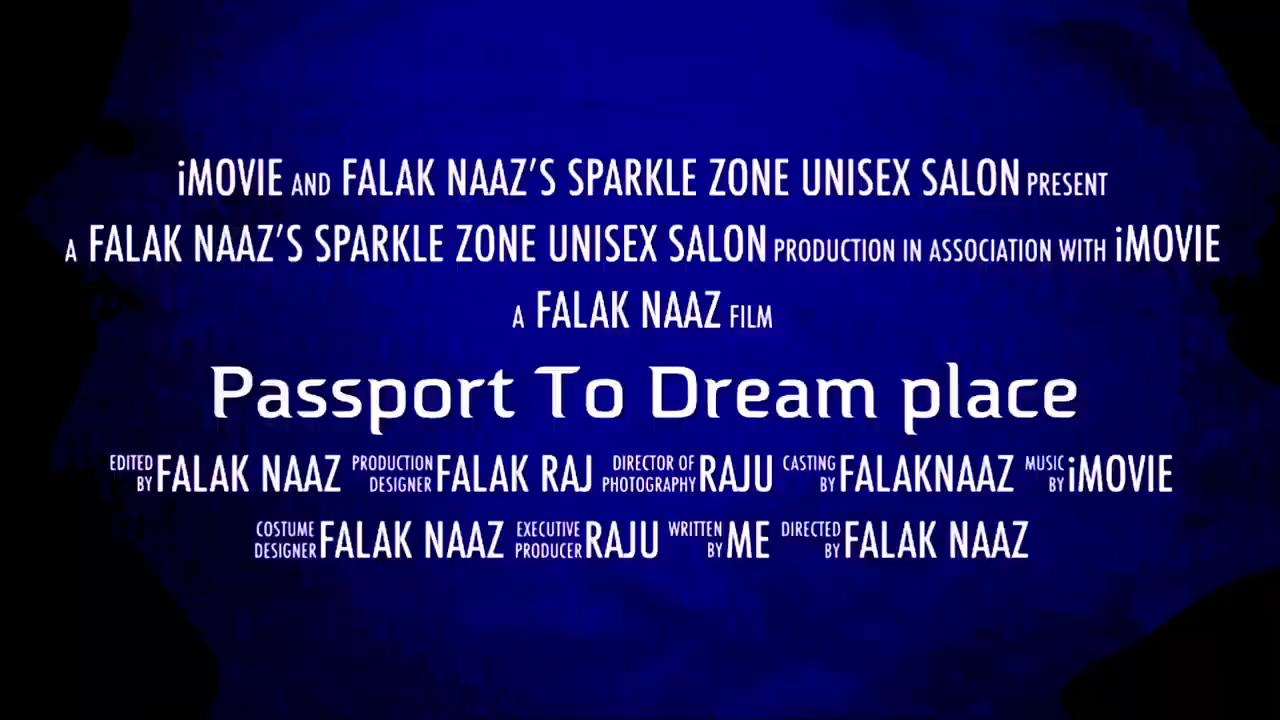 iMOVIE AND FALAK NAAZ'S SPARKLE ZONE UNISEX SALON PRESENT
A FALAK NAAZ'S SPARKLE ZONE UNISEX SALON PRODUCTION IN ASSOCIATION WITH iMOVIE
A FALAK NAAZ FILM
Passport To Dream place
EDITED BY FALAK NAAZ PRODUCTION DESIGNER FALAK RAJ DIRECTOR OF PHOTOGRAPHY RAJU CASTING BY FALAKNAAZ MUSIC BY iMOVIE
COSTUME DESIGNER FALAK NAAZ EXECUTIVE PRODUCER RAJU WRITTEN BY ME DIRECTED BY FALAK NAAZ